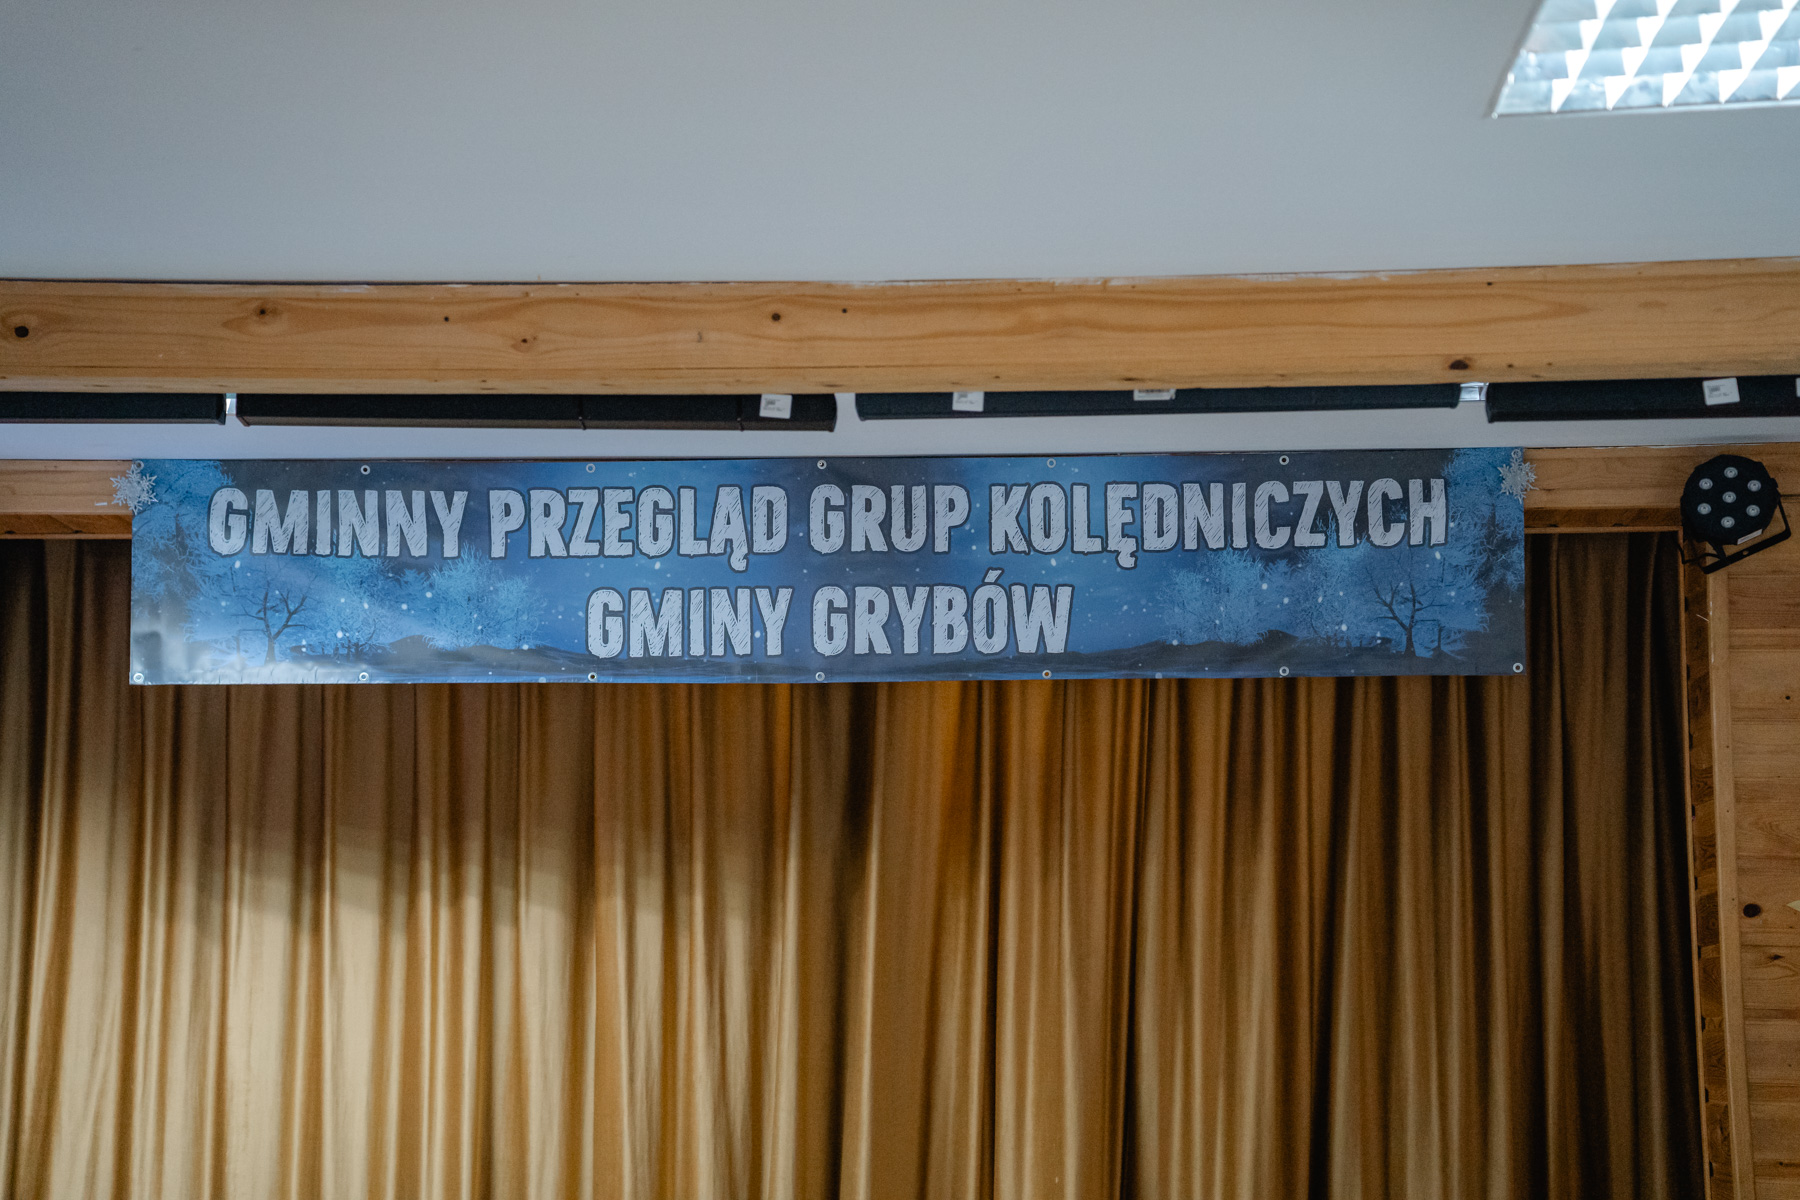 GMINNY PRZEGLĄD GRUP KOLĘDNICZYCH
GMINY GRYBÓW